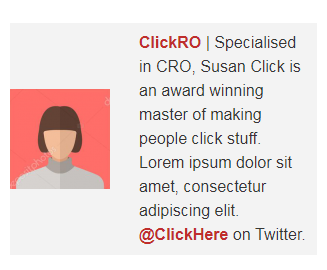 ClickRO | Specialised
in CRO, Susan Click is
an award winning
master of making
people click stuff.
Lorem ipsum dolor sit
amet, consectetur
adipiscing elit.
@ClickHere on Twitter.